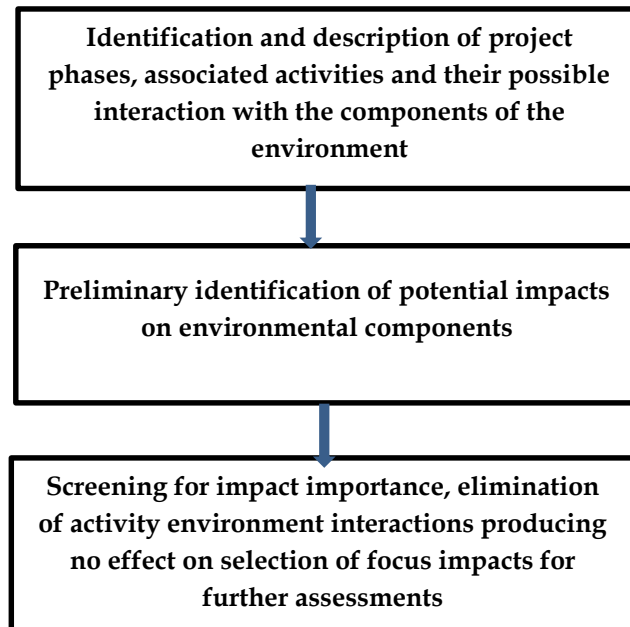 Identification and description of project
phases, associated activities and their possible
interaction with the components of the
environment
Preliminary identification of potential impacts
on environmental components
Screening for impact importance, elimination
of activity environment interactions producing
no effect on selection of focus impacts for
further assessments